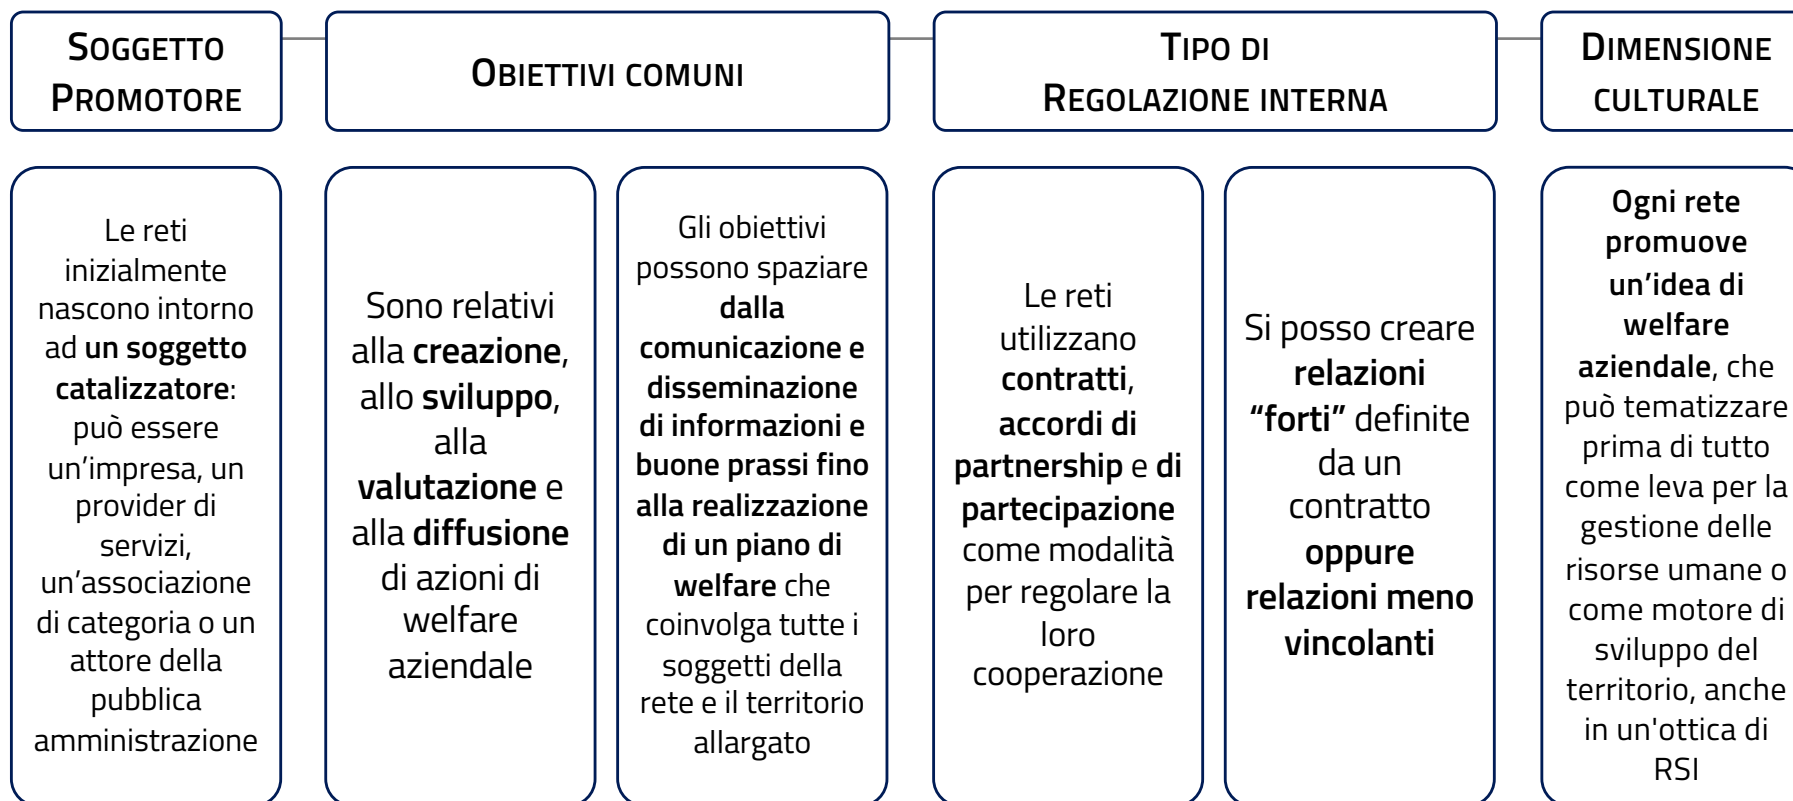 SOGGETTO
PROMOTORE
OBIETTIVI COMUNI
TIPO DI
REGOLAZIONE INTERNA
DIMENSIONE
CULTURALE
Le reti
inizialmente
nascono intorno
ad un soggetto
catalizzatore:
può essere
un’impresa, un
provider di
servizi,
un’associazione
di categoria o un
attore della
pubblica
amministrazione
Sono relativi
alla creazione,
allo sviluppo,
alla
valutazione e
alla diffusione
di azioni di
welfare
aziendale
Gli obiettivi
possono spaziare
dalla
comunicazione e
disseminazione
di informazioni e
buone prassi fino
alla realizzazione
di un piano di
welfare che
coinvolga tutte i
soggetti della
rete e il territorio
allargato
Le reti
utilizzano
contratti,
accordi di
partnership e di
partecipazione
come modalità
per regolare la
loro
cooperazione
Si posso creare
relazioni
“forti” definite
da un
contratto
oppure
relazioni meno
vincolanti
Ogni rete
promuove
un’idea di
welfare
aziendale, che
può tematizzare
prima di tutto
come leva per la
gestione delle
risorse umane o
come motore di
sviluppo del
territorio, anche
in un'ottica di
RSI